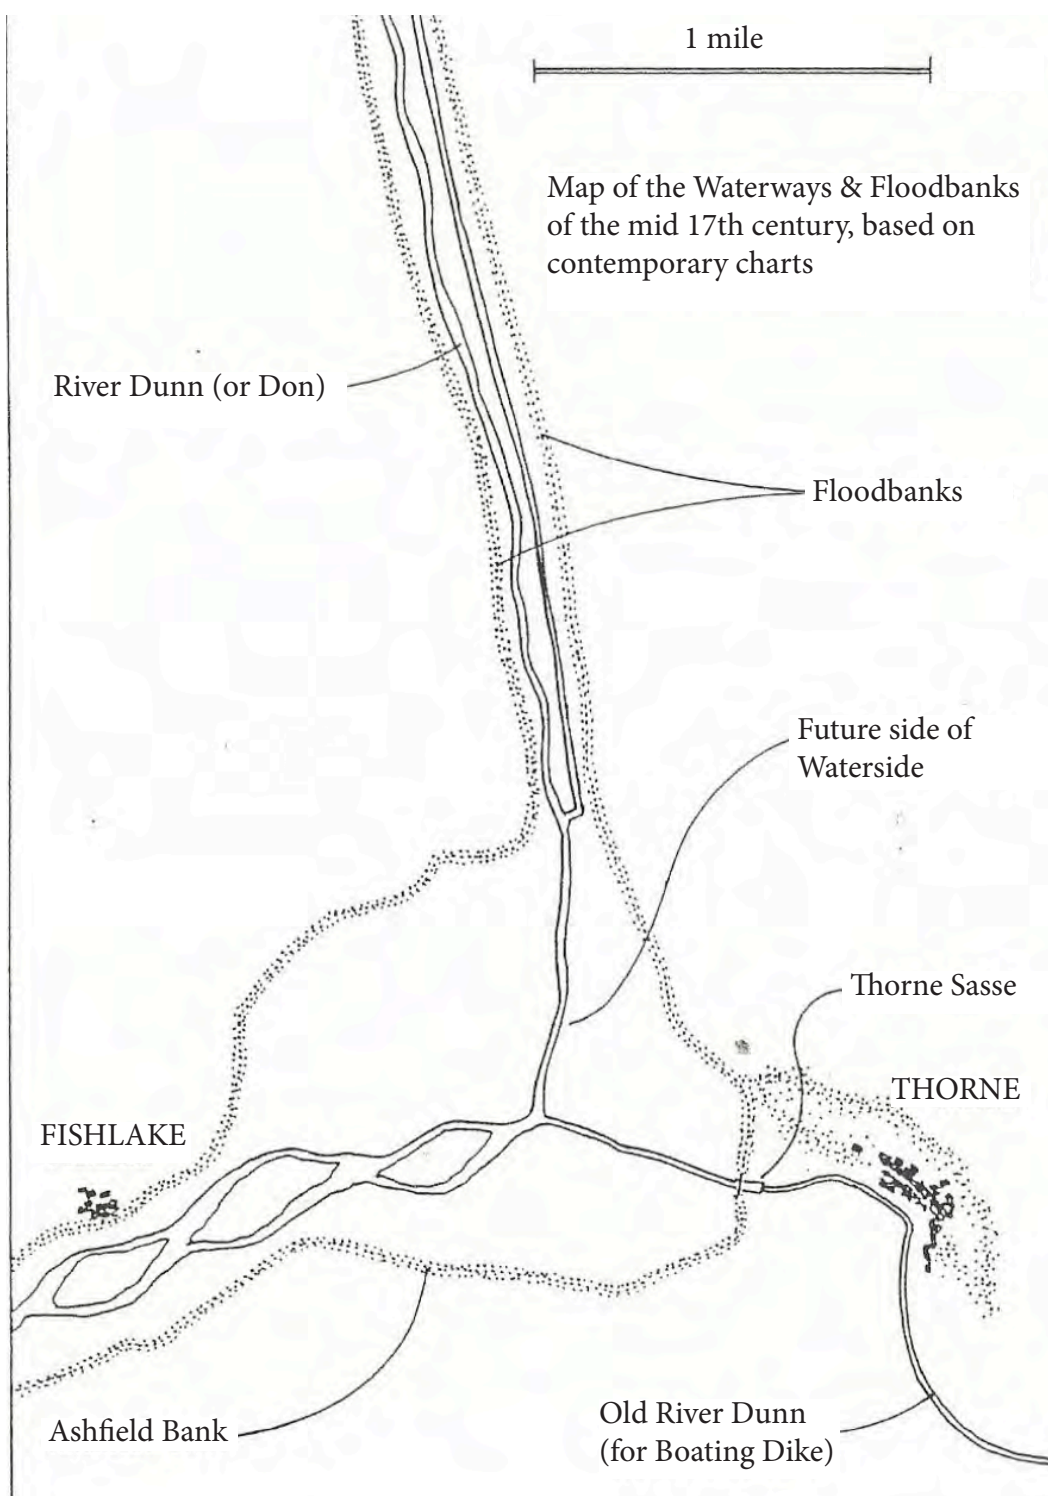 1 mile
Map of the Waterways & Floodbanks
of the mid 17th century, based on
contemporary charts
River Dunn (or Don)
Floodbanks
Future side of
Waterside
Thorne Sasse
THORNE
FISHLAKE
Ashfield Bank
Old River Dunn
(for Boating Dike)